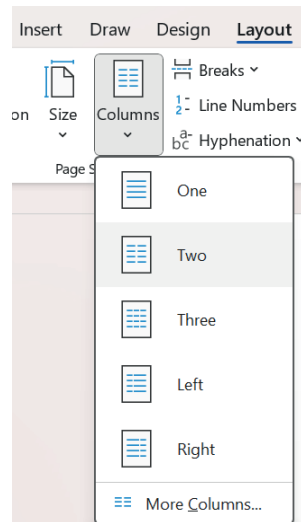 Insert Draw Design Layout
Breaks
on Size Columns Line Numbers
Hyphenation
Page S
One
Two
Three
Left
Right
More Columns...